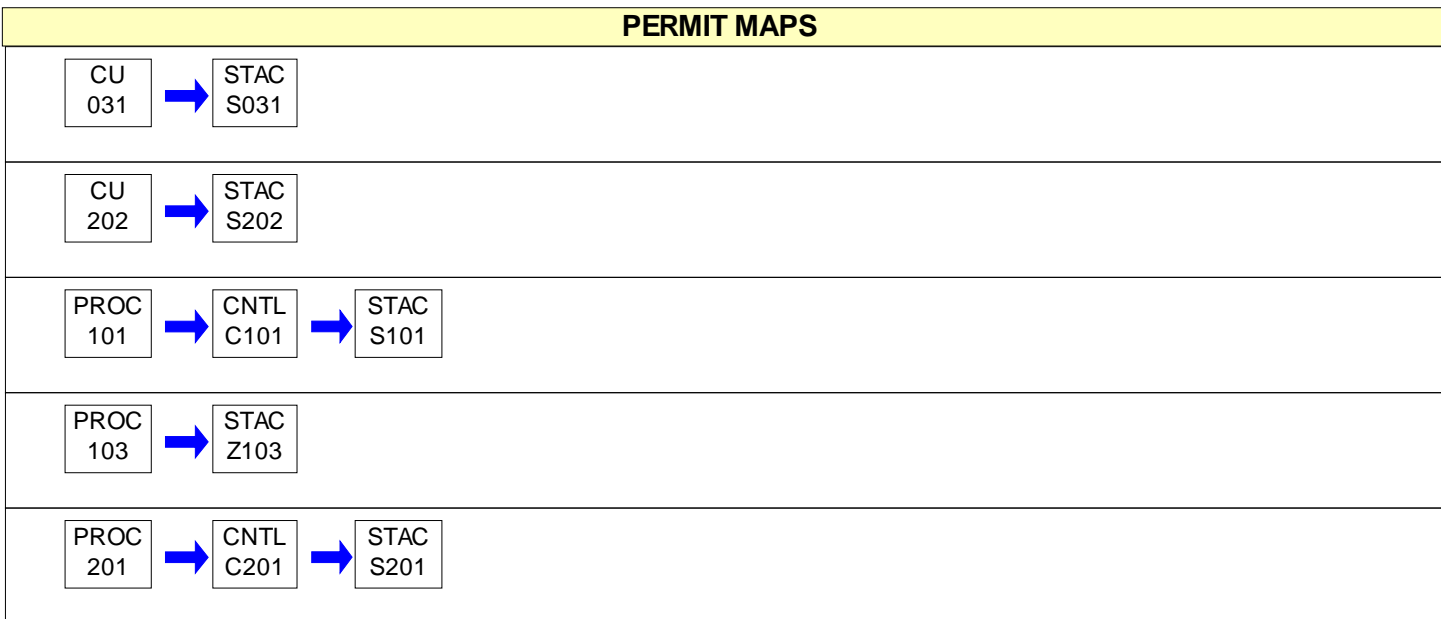 PERMIT MAPS
CU
031
STAC
S031
CU
202
STAC
S202
PROC
101
CNTL
C101
STAC
S101
PROC
103
STAC
Z103
PROC
201
CNTL
C201
STAC
S201